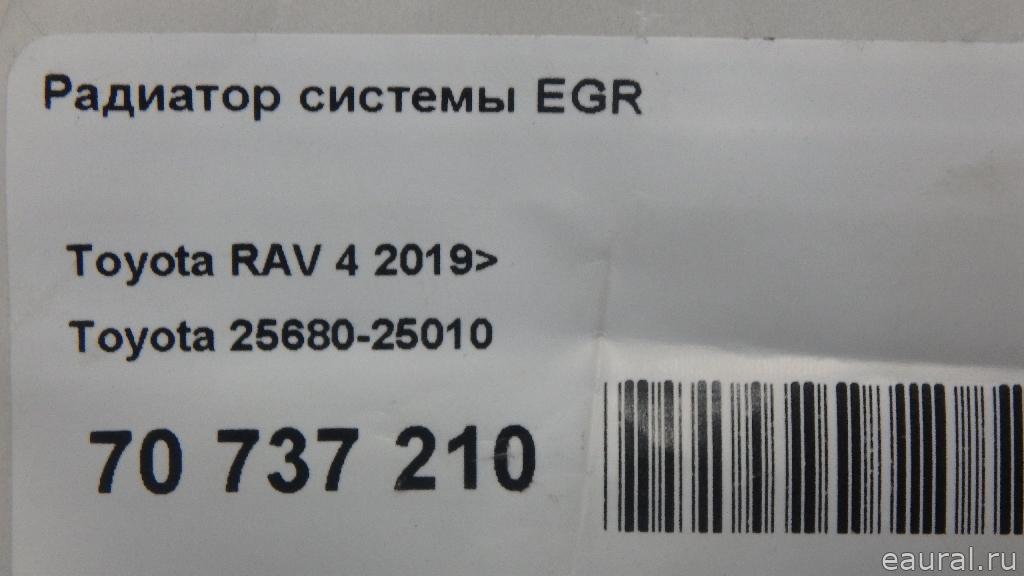 Радиатор системы EGR
Toyota RAV 4 2019>
Toyota 25680-25010
70 737 210
eaural.ru